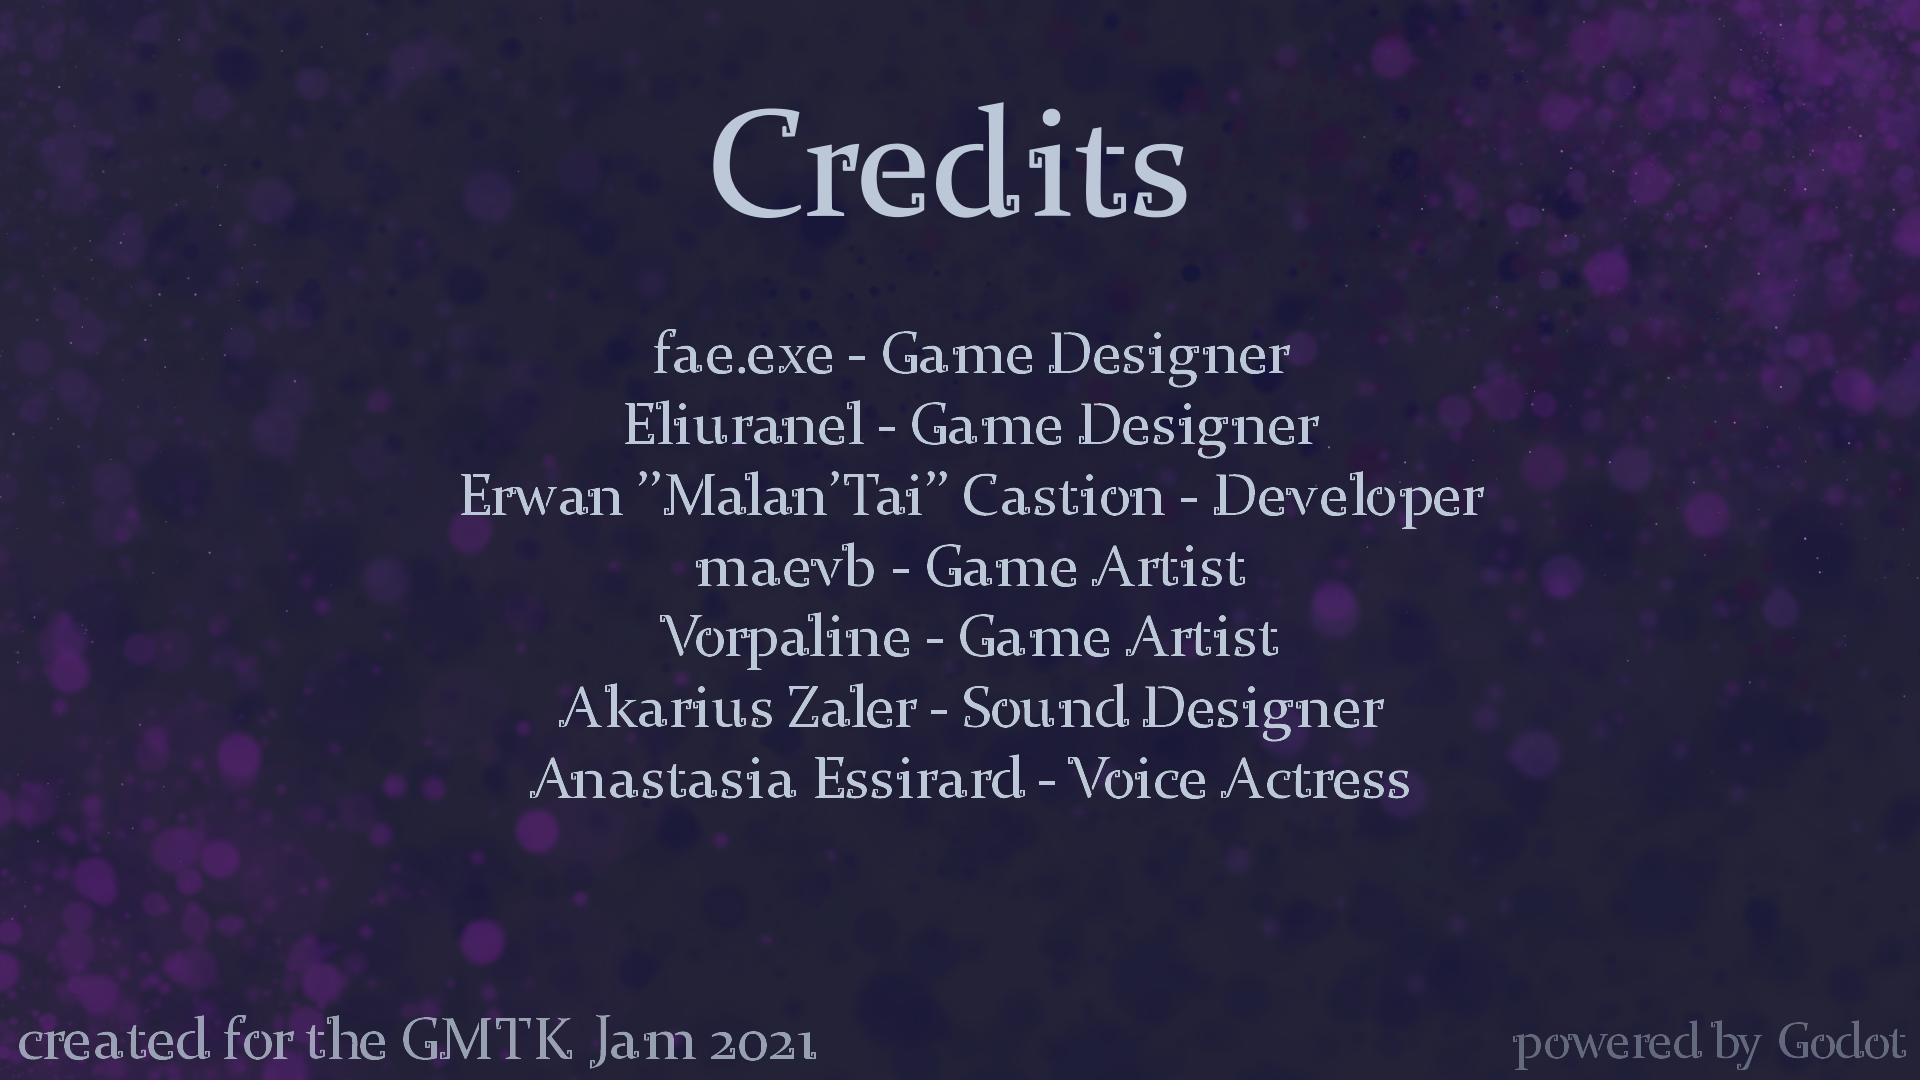 Credits
fae.exe - Game Designer
Eliuranel - Game Designer
Erwan ”Malan’Tai” Castion - Developer
maevb - Game Artist
Vorpaline - Game Artist
Akarius Zaler - Sound Designer
Anastasia Essirard - Voice Actress
created for the GMTK Jam 2021
powered by Godot